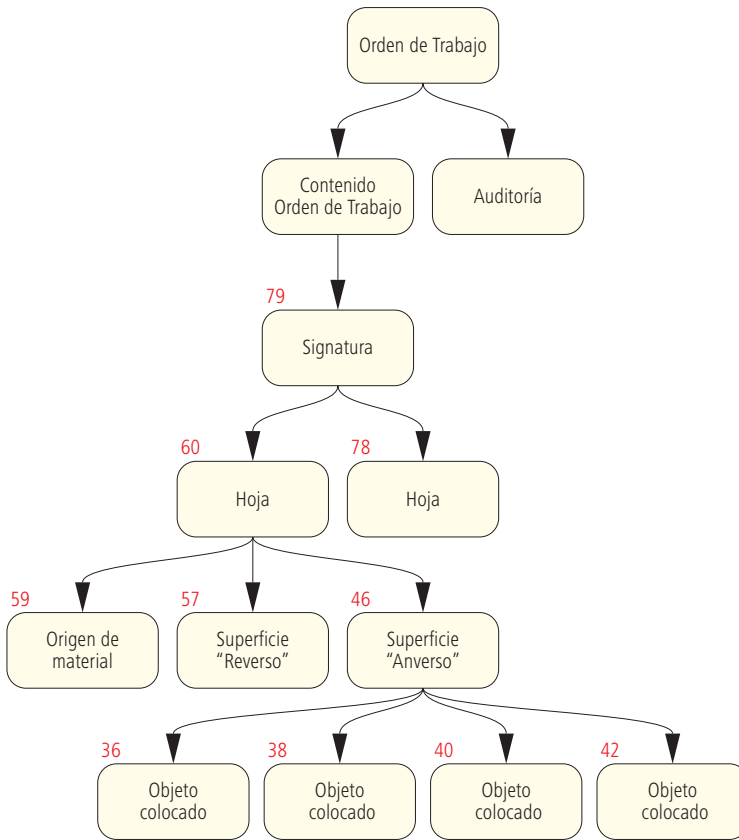 Orden de Trabajo
Contenido
Orden de Trabajo
Auditoría
79
Signatura
60
Hoja
78
Hoja
59
Origen de
material
57
Superficie
“Reverso”
46
Superficie
“Anverso”
36
Objeto
colocado
38
Objeto
colocado
40
Objeto
colocado
42
Objeto
colocado